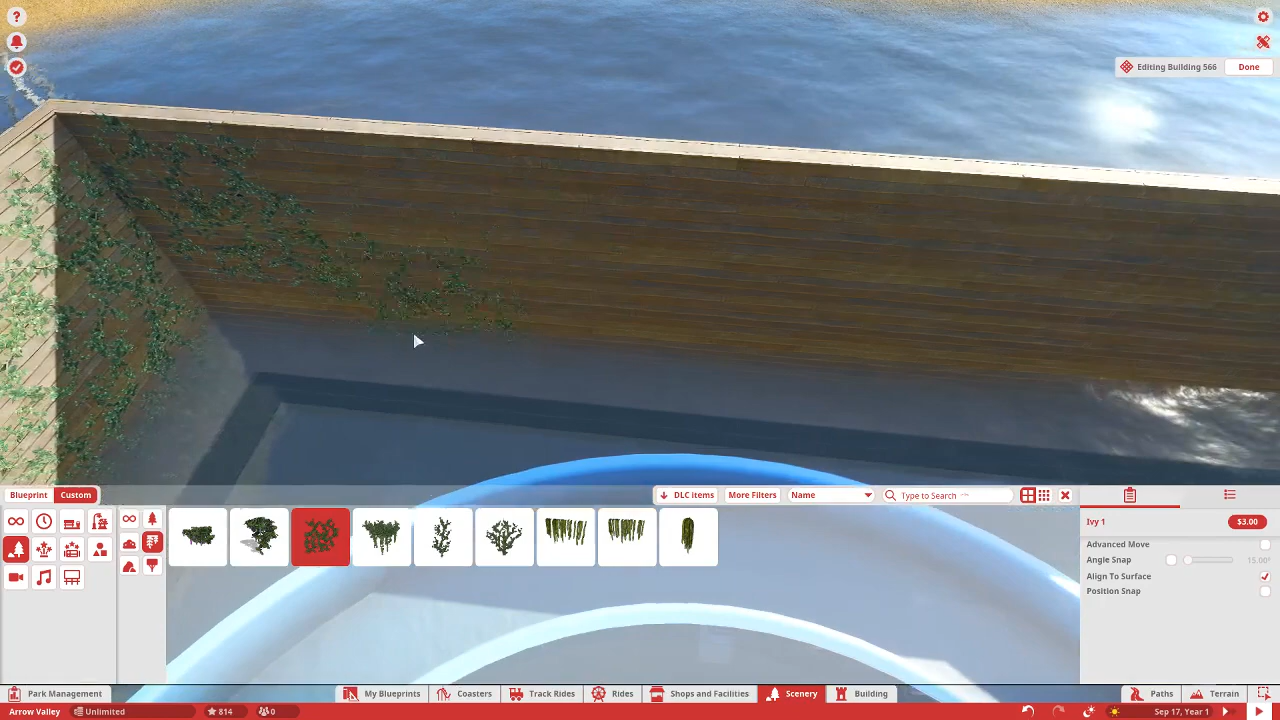 ?
Editing Building 566 Done
Blueprint Custom
DLC items More Filters Name Type to Search
Ivy 1 $3.00
Advanced Move
Angle Snap 15.00°
Align To Surface
Position Snap
Park Management My Blueprints Coasters Track Rides Rides Shops and Facilities Scenery Building Paths Terrain
Arrow Valley Unlimited 814 0 Sep 17, Year 1